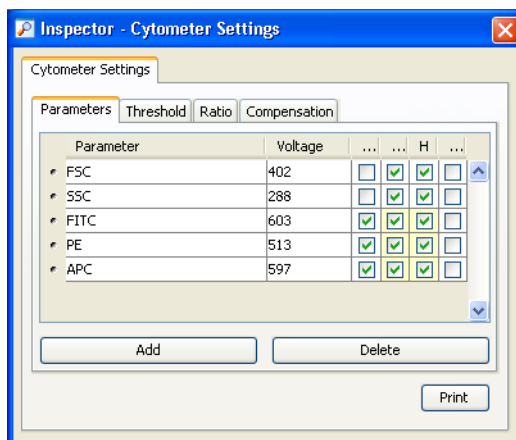 Inspector - Cytometer Settings
Cytometer Settings
Parameters Threshold Ratio Compensation
Parameter Voltage ... ... H ...
FSC 402
SSC 288
FITC 603
PE 513
APC 597
Add Delete
Print